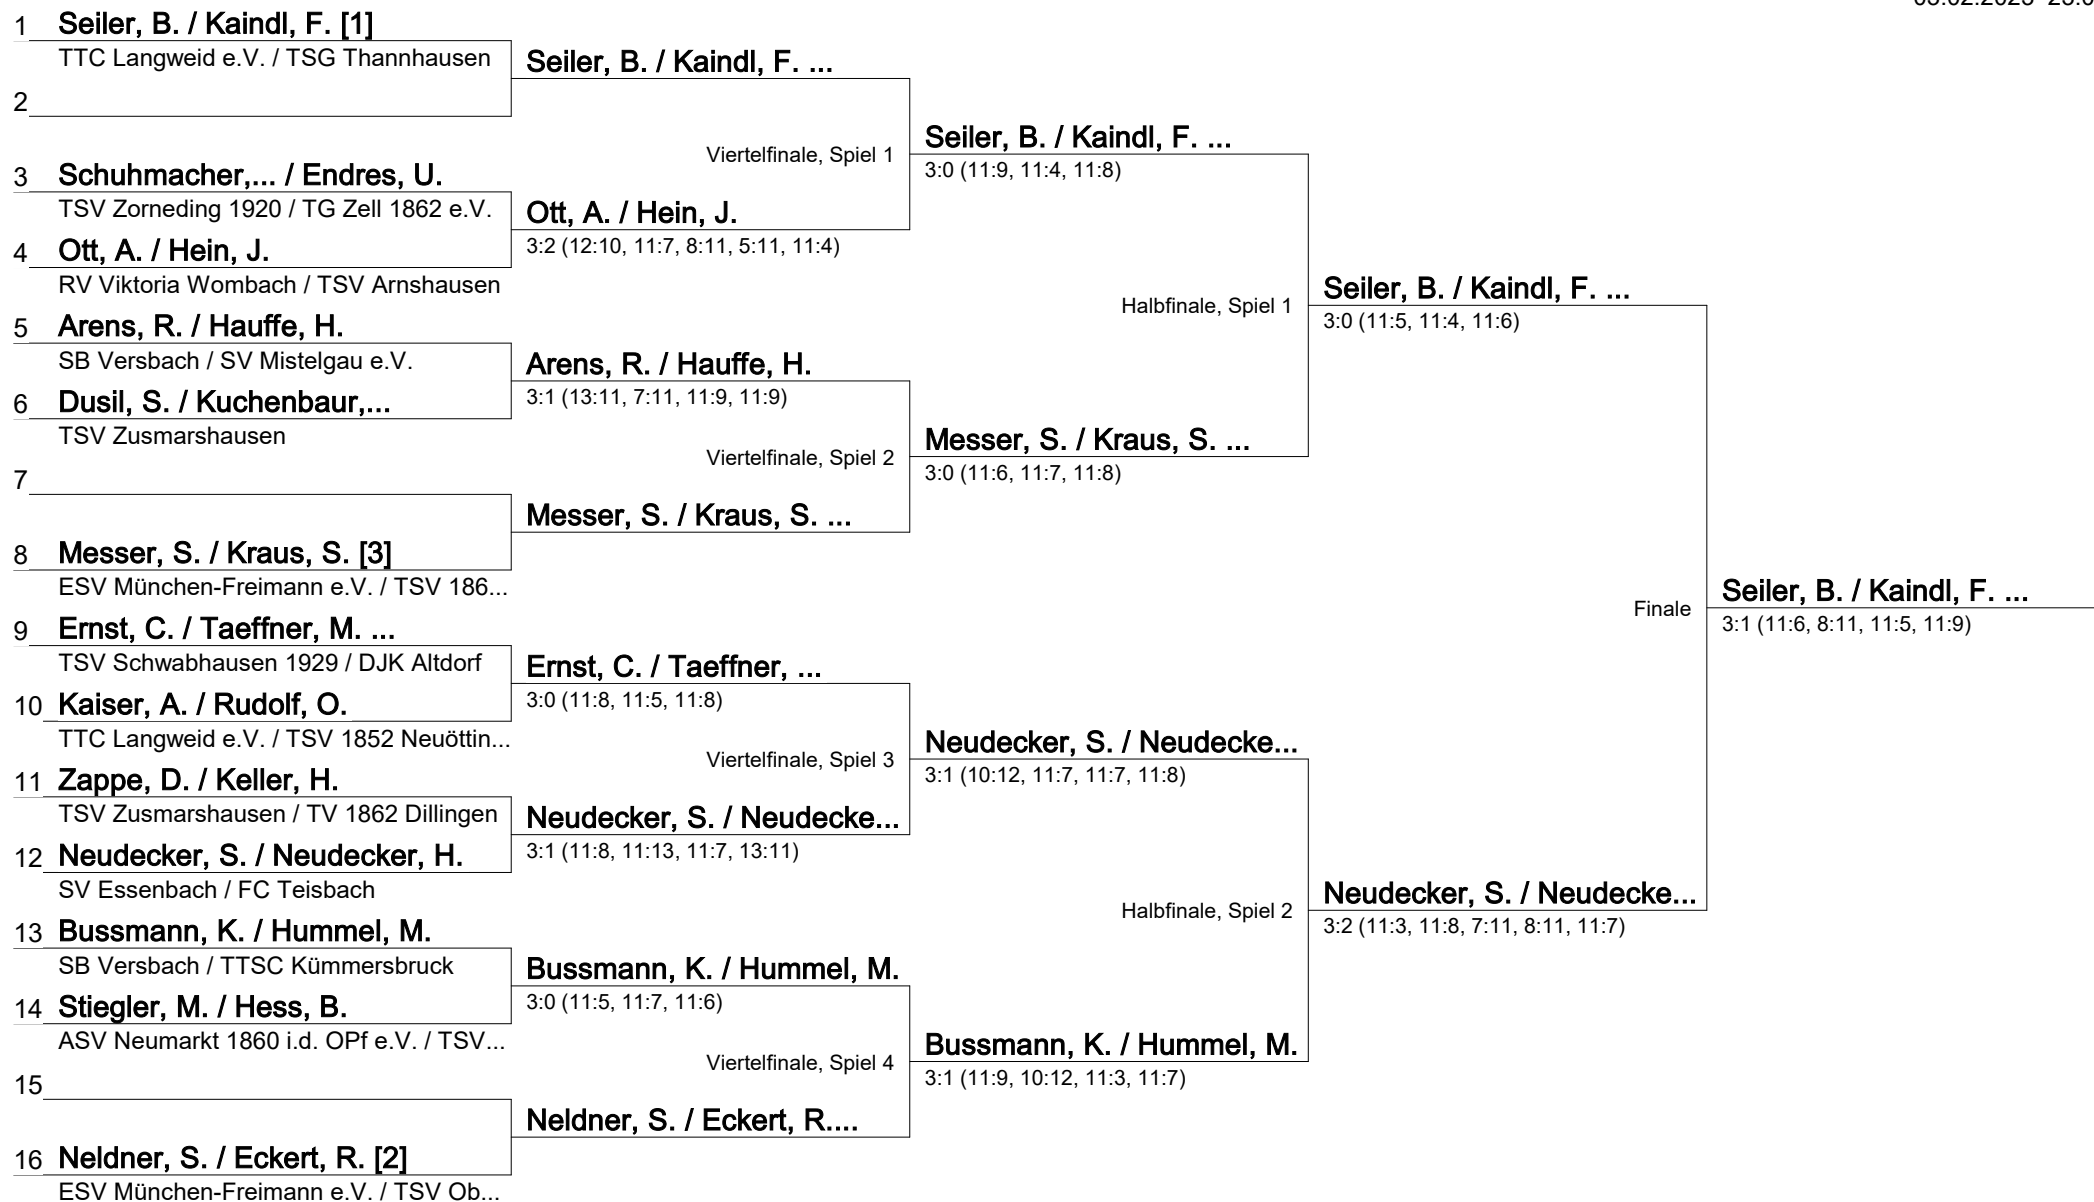 1 Seiler, B. / Kaindl, F. [1]
TTC Langweid e.V. / TSG Thannhausen
Seiler, B. / Kaindl, F. ...
2
Viertelfinale, Spiel 1
Seiler, B. / Kaindl, F. ...
3:0 (11:9, 11:4, 11:8)
3 Schuhmacher,... / Endres, U.
TSV Zorneding 1920 / TG Zell 1862 e.V.
Ott, A. / Hein, J.
3:2 (12:10, 11:7, 8:11, 5:11, 11:4)
4 Ott, A. / Hein, J.
RV Viktoria Wombach / TSV Arnshausen
Halbfinale, Spiel 1
Seiler, B. / Kaindl, F. ...
3:0 (11:5, 11:4, 11:6)
5 Arens, R. / Hauffe, H.
SB Versbach / SV Mistelgau e.V.
Arens, R. / Hauffe, H.
3:1 (13:11, 7:11, 11:9, 11:9)
6 Dusil, S. / Kuchenbaur,...
TSV Zusmarshausen
Viertelfinale, Spiel 2
Messer, S. / Kraus, S. ...
3:0 (11:6, 11:7, 11:8)
7
Messer, S. / Kraus, S. ...
8 Messer, S. / Kraus, S. [3]
ESV München-Freimann e.V. / TSV 186...
Finale
Seiler, B. / Kaindl, F. ...
3:1 (11:6, 8:11, 11:5, 11:9)
9 Ernst, C. / Taeffner, M. ...
TSV Schwabhausen 1929 / DJK Altdorf
Ernst, C. / Taeffner, ...
3:0 (11:8, 11:5, 11:8)
10 Kaiser, A. / Rudolf, O.
TTC Langweid e.V. / TSV 1852 Neuöttin...
Viertelfinale, Spiel 3
Neudecker, S. / Neudecke...
3:1 (10:12, 11:7, 11:7, 11:8)
11 Zappe, D. / Keller, H.
TSV Zusmarshausen / TV 1862 Dillingen
Neudecker, S. / Neudecke...
3:1 (11:8, 11:13, 11:7, 13:11)
12 Neudecker, S. / Neudecker, H.
SV Essenbach / FC Teisbach
Halbfinale, Spiel 2
Neudecker, S. / Neudecke...
3:2 (11:3, 11:8, 7:11, 8:11, 11:7)
13 Bussmann, K. / Hummel, M.
SB Versbach / TTSC Kümmersbruck
Bussmann, K. / Hummel, M.
3:0 (11:5, 11:7, 11:6)
14 Stiegler, M. / Hess, B.
ASV Neumarkt 1860 i.d. OPf e.V. / TSV...
Viertelfinale, Spiel 4
Bussmann, K. / Hummel, M.
3:1 (11:9, 10:12, 11:3, 11:7)
15
Neldner, S. / Eckert, R....
16 Neldner, S. / Eckert, R. [2]
ESV München-Freimann e.V. / TSV Ob...